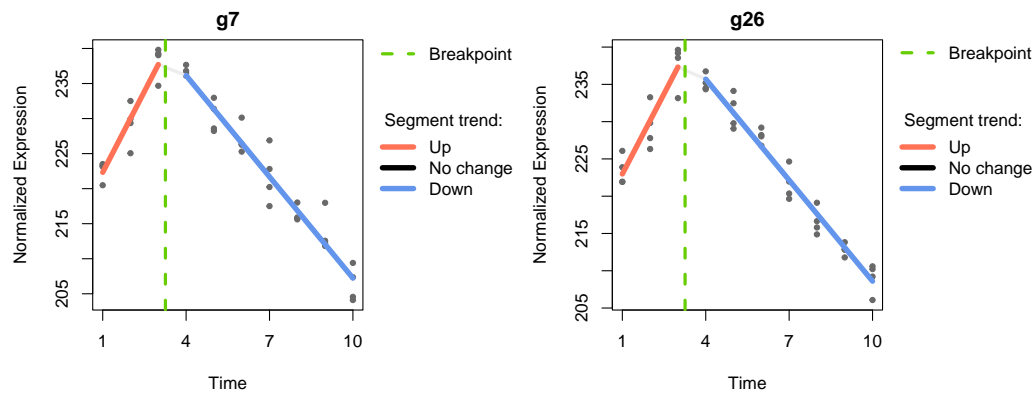 g7
Normalized Expression
235
225
215
205
1 4 7 10
Time
Breakpoint
Segment trend:
Up
No change
Down
g26
Normalized Expression
235
225
215
205
1 4 7 10
Time
Breakpoint
Segment trend:
Up
No change
Down